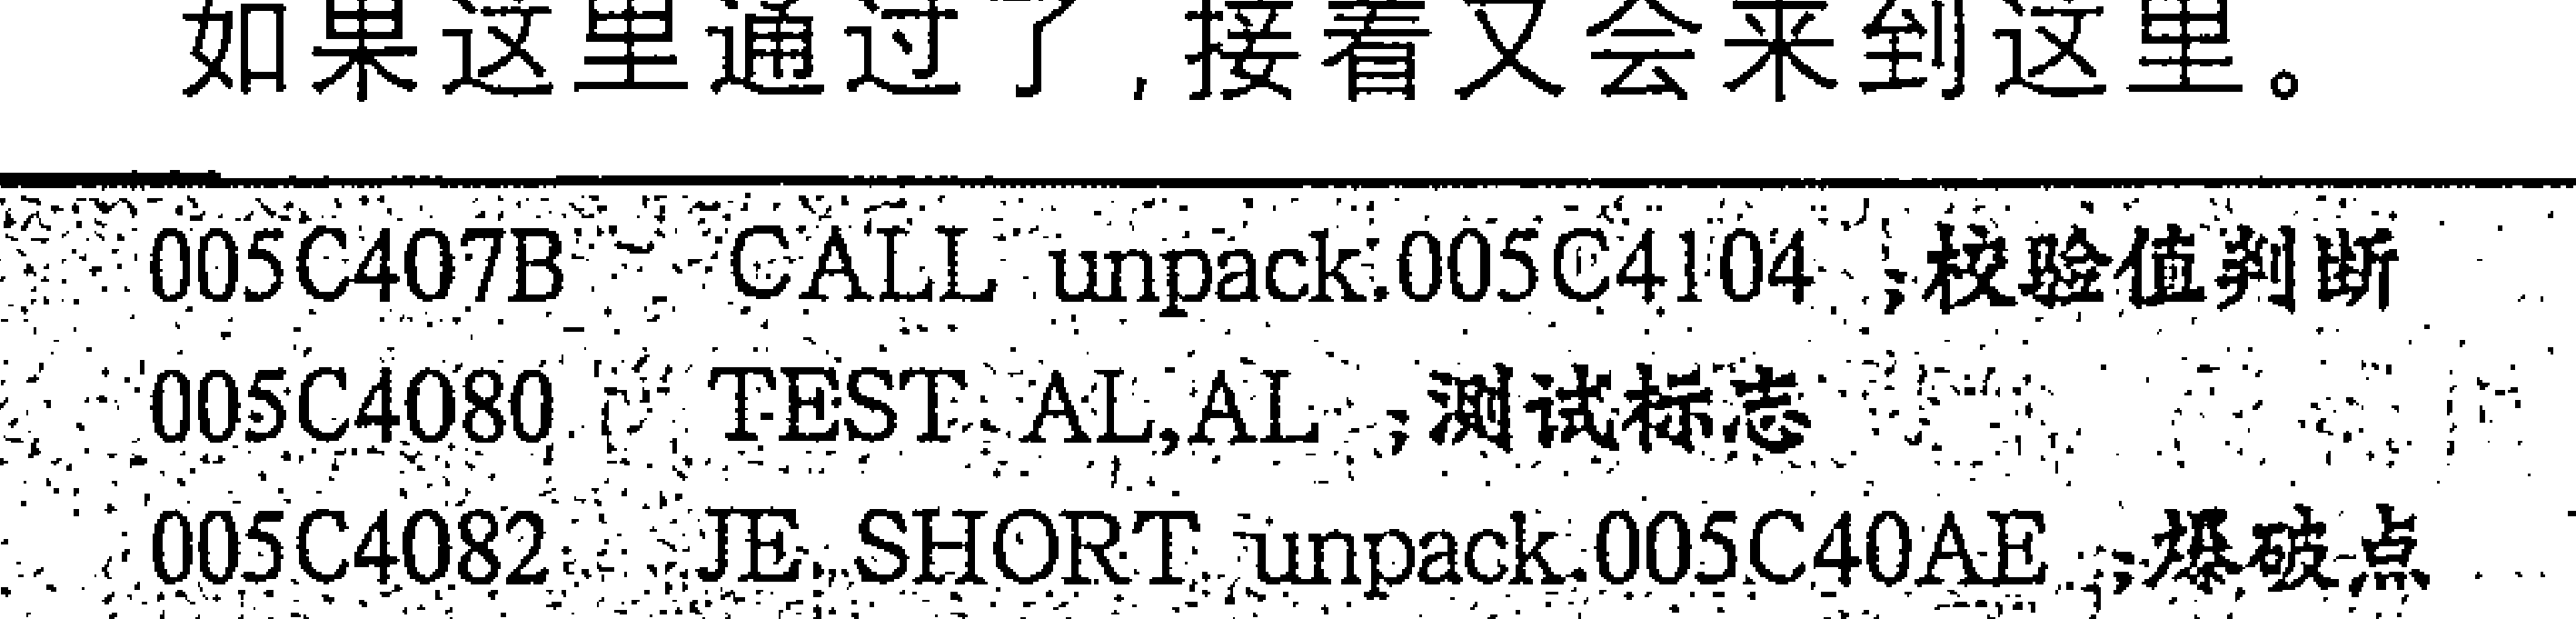 如果这里通过了,接着又会来到这里。
005C407B CALL unpack.005C4104 ;校验值判断
005C4080 TEST AL,AL ;测试标志
005C4082 JE SHORT unpack.005C40AE ;爆破点